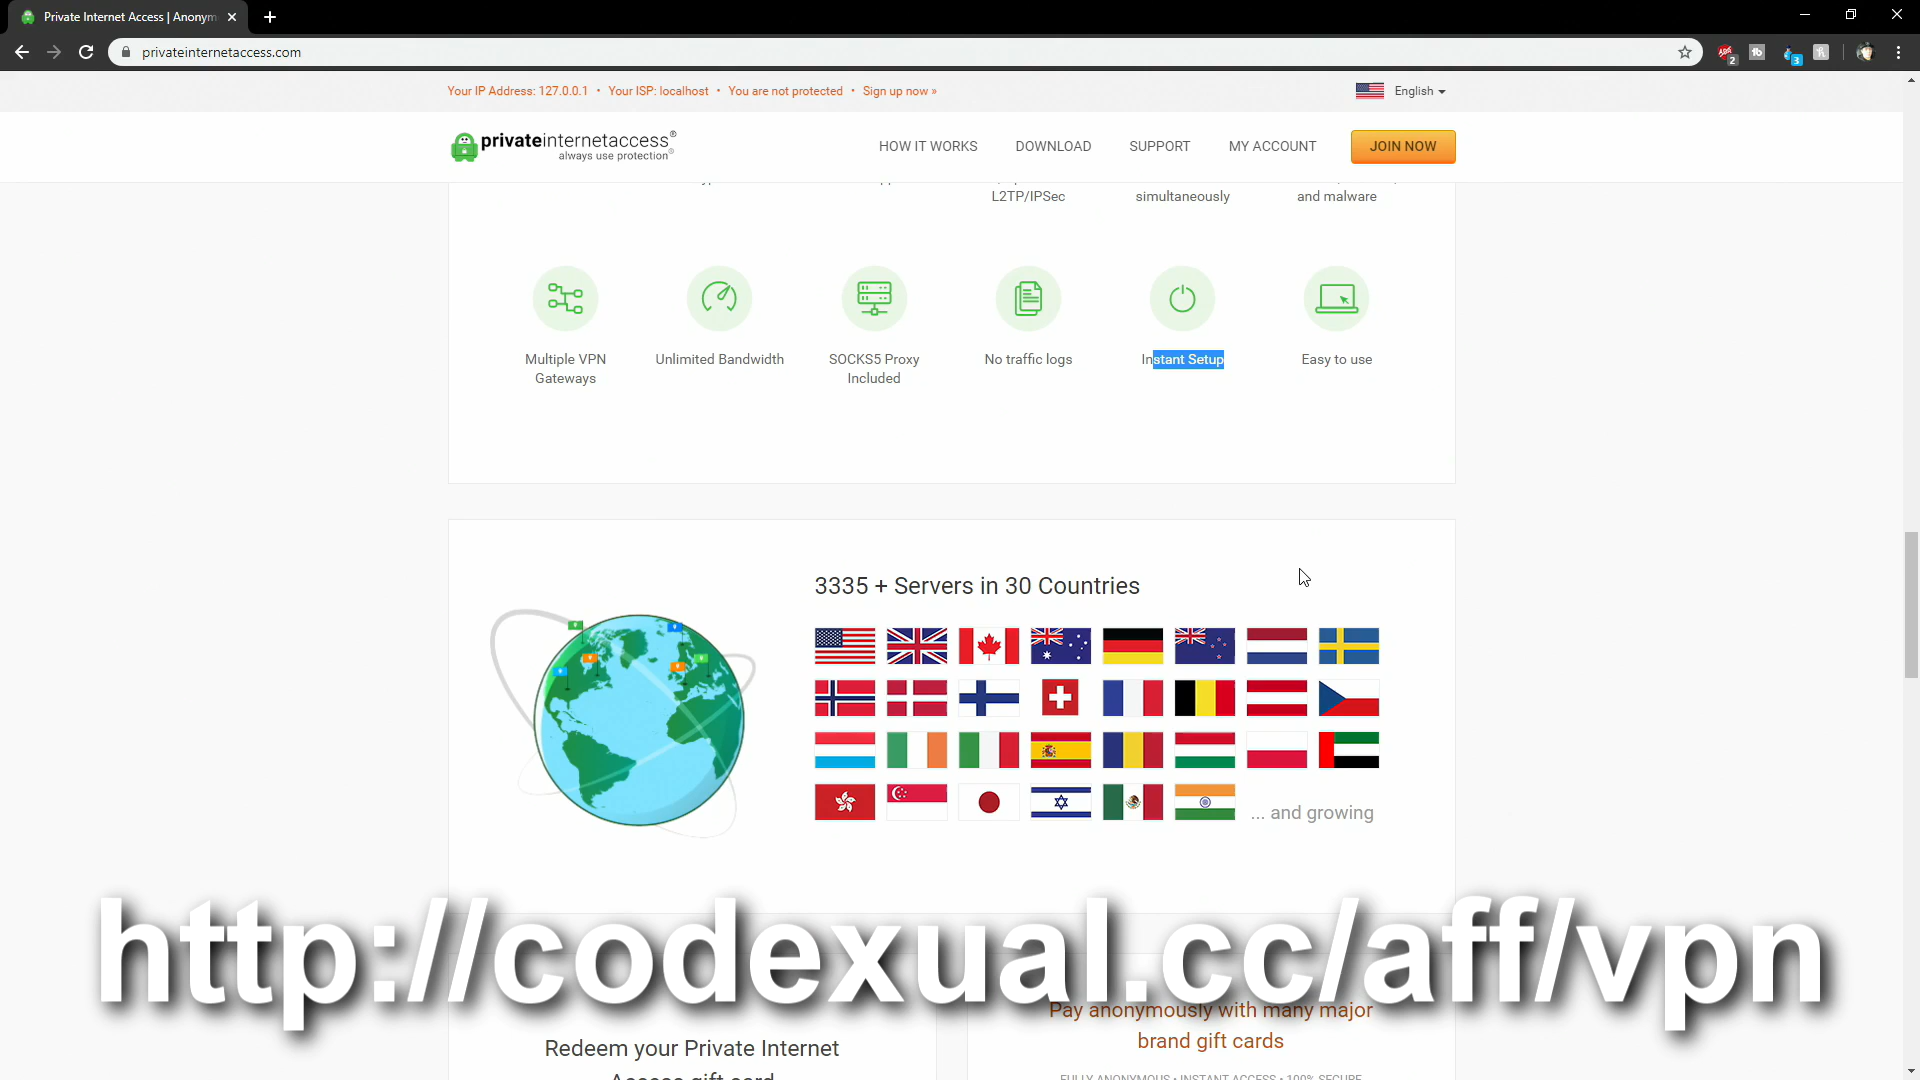 Private Internet Access | Anonym
privateinternetaccess.com
2
3
Your IP Address: 127.0.0.1 • Your ISP: localhost • You are not protected • Sign up now »
English
privateinternetaccess®
always use protection®
HOW IT WORKS
DOWNLOAD
SUPPORT
MY ACCOUNT
JOIN NOW
L2TP/IPSec
simultaneously
and malware
Multiple VPN
Gateways
Unlimited Bandwidth
SOCKS5 Proxy
Included
No traffic logs
Instant Setup
Easy to use
3335 + Servers in 30 Countries
... and growing
http://codexual.cc/aff/vpn
Pay anonymously with many major
brand gift cards
Redeem your Private Internet
Access gift card
FULLY ANONYMOUS • INSTANT ACCESS • 100% SECURE